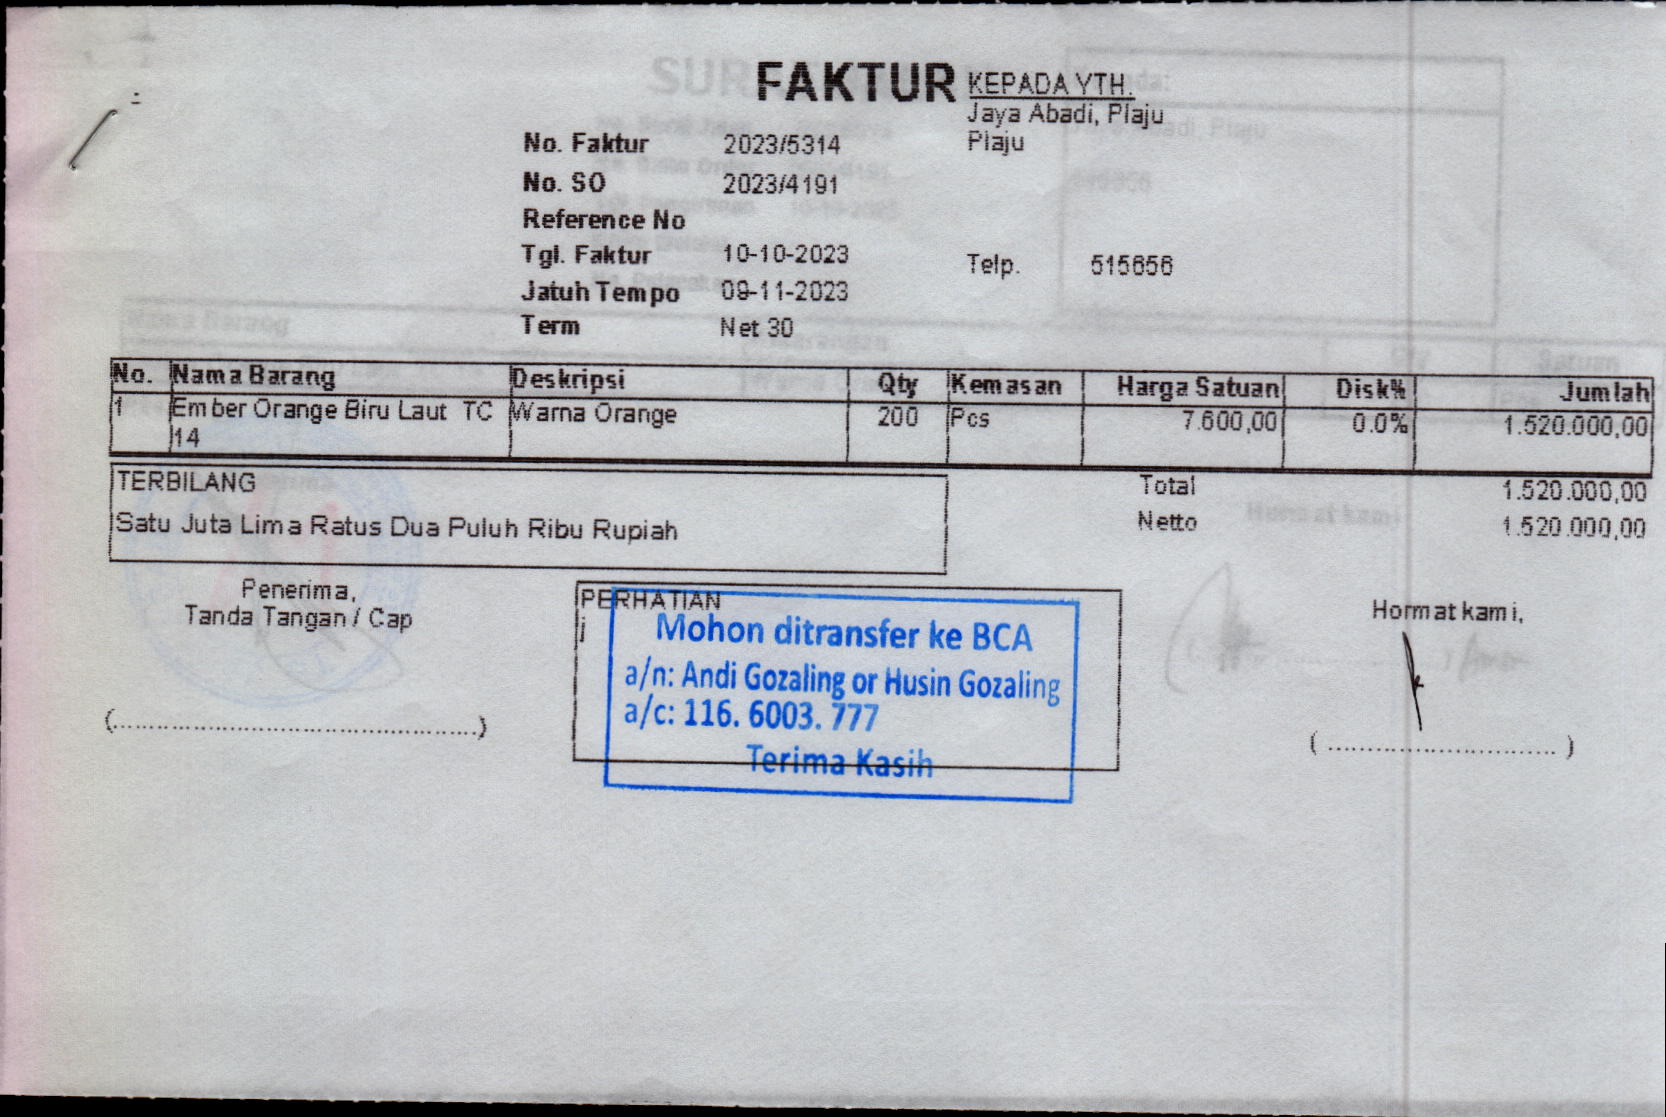 FAKTUR
KEPADA YTH.
Jaya Abadi, Plaju
Plaju
No. Faktur 2023/5314
No. SO 2023/4191
Reference No
Tgl. Faktur 10-10-2023
Telp. 515656
Jatuh Tempo 09-11-2023
Term Net 30
No. Nama Barang Deskripsi Qty Kemasan Harga Satuan Disk% Jumlah
1 Ember Orange Biru Laut TC Warna Orange 200 Pcs 7.600,00 0.0% 1.520.000,00
14
TERBILANG
Satu Juta Lima Ratus Dua Puluh Ribu Rupiah
Total 1.520.000,00
Netto 1.520.000,00
Penerima,
Tanda Tangan / Cap
(................................................)
PERHATIAN
j
Mohon ditransfer ke BCA
a/n: Andi Gozaling or Husin Gozaling
a/c: 116. 6003. 777
Terima Kasih
Hormat kami,
( .............................. )